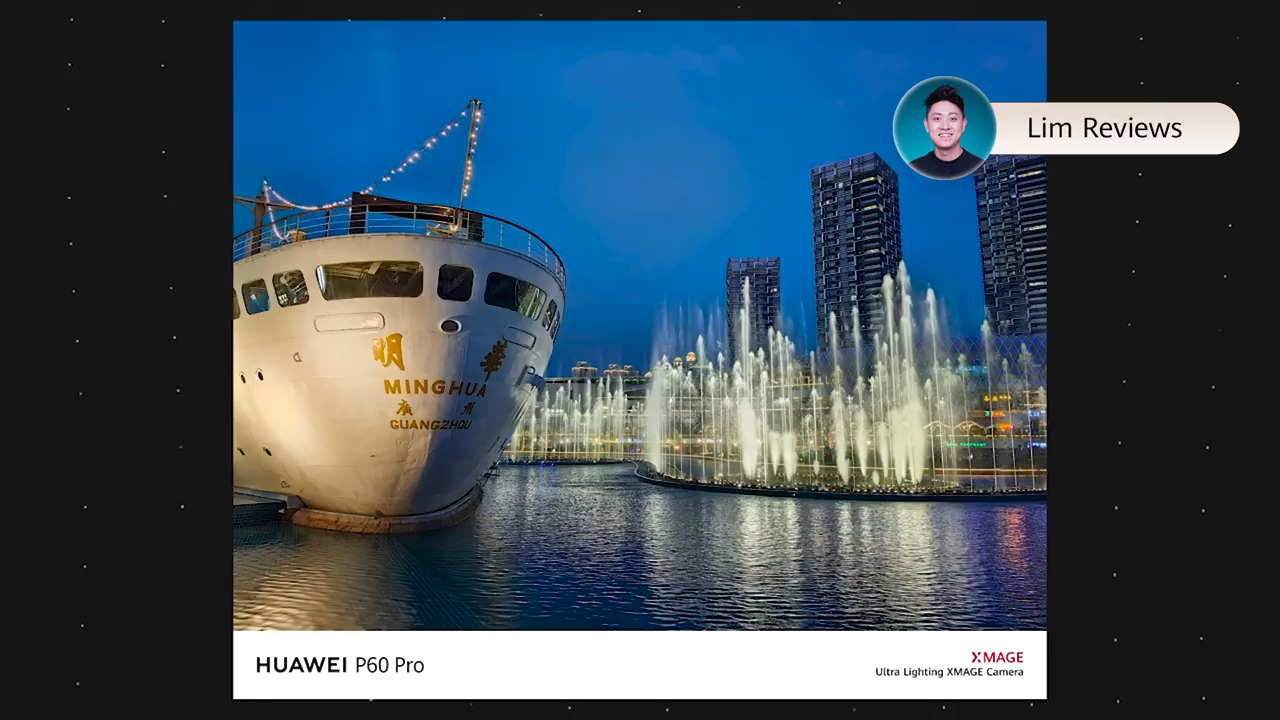 Lim Reviews
明 華
MINGHUA
廣 州
GUANGZHOU
HUAWEI P60 Pro
XMAGE
Ultra Lighting XMAGE Camera